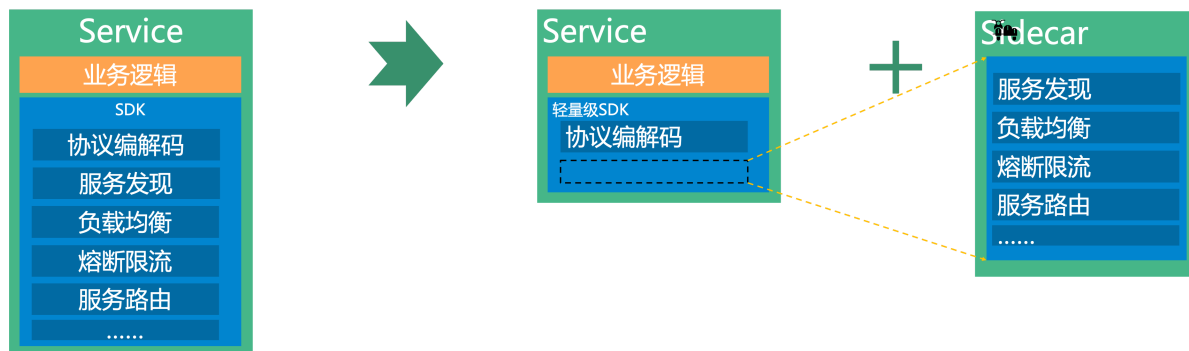 Service
业务逻辑
SDK
协议编解码
服务发现
负载均衡
熔断限流
服务路由
......
Service
业务逻辑
轻量级SDK
协议编解码
Sidecar
服务发现
负载均衡
熔断限流
服务路由
......